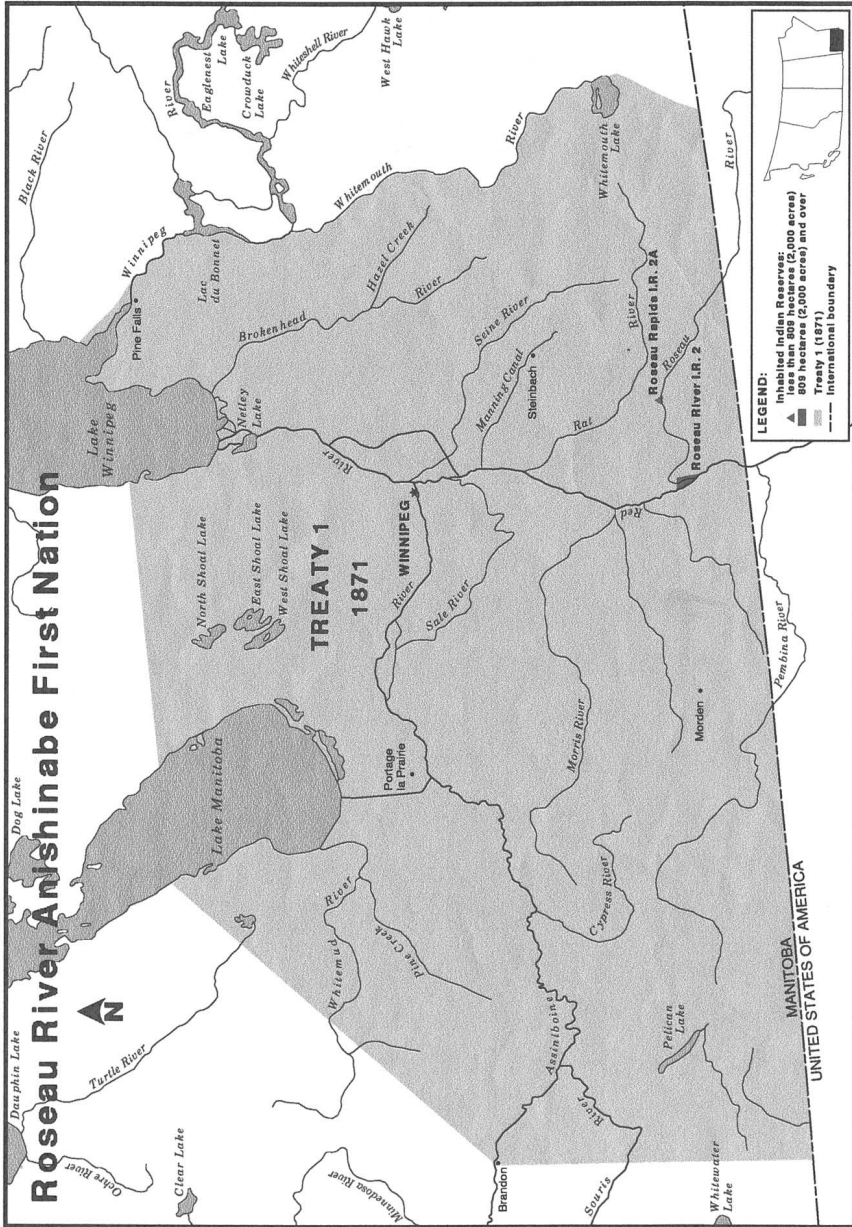 Roseau River Anishinabe First Nation
N
Dauphin Lake
Dog Lake
Ochre River
Turtle River
Clear Lake
Minnedosa River
Lake Manitoba
Lake
Winnipeg
Black River
Winnipeg
River
Eaglenest
Lake
Crowduck
Lake
Whiteshell River
West Hawk
Lake
Pine Falls
Lac
du Bonnet
Netley
Lake
North Shoal Lake
East Shoal Lake
West Shoal Lake
TREATY 1
1871
Brokenhead
River
Hazel Creek
Whitemouth
River
Whitemouth
Lake
Whitemud
River
Pine Creek
Portage
la Prairie
River
WINNIPEG
River
Sale River
Seine River
Manning Canal
Steinbach
Rat
River
Roseau Rapids I.R. 2A
Roseau
River
Roseau River I.R. 2
Red
Brandon
Assiniboine
Souris
River
Cypress River
Morris River
Morden
Pelican
Lake
Whitewater
Lake
Pembina River
MANITOBA
UNITED STATES OF AMERICA
LEGEND:
Inhabited Indian Reserves:
less than 809 hectares (2,000 acres)
809 hectares (2,000 acres) and over
Treaty 1 (1871)
International boundary